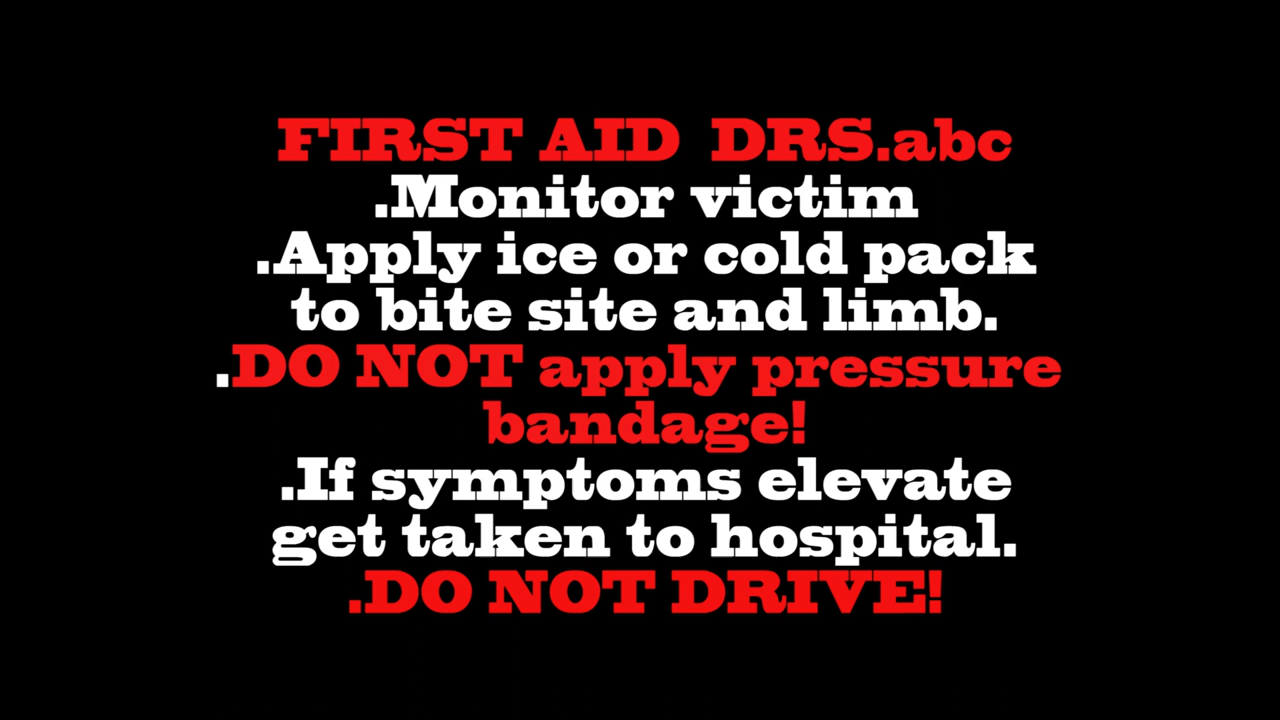 FIRST AID  DRS.abc
.Monitor victim
.Apply ice or cold pack
to bite site and limb.
.DO NOT apply pressure
bandage!
.If symptoms elevate
get taken to hospital.
.DO NOT DRIVE!